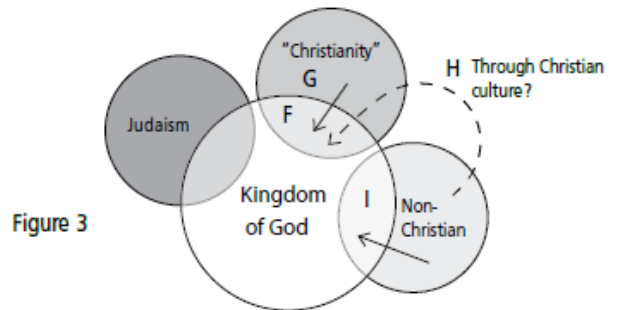 "Christianity"
G
H Through Christian
culture?
F
Judaism
Kingdom
of God
I
Non-
Christian
Figure 3